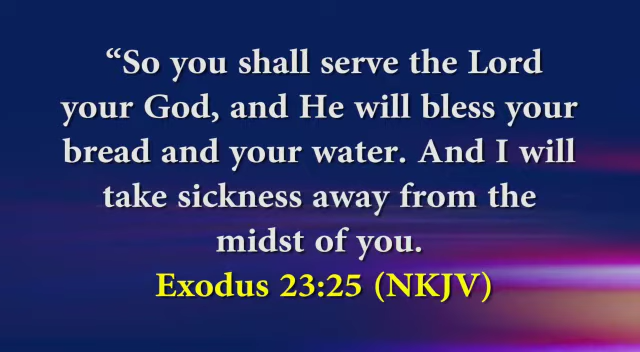 “So you shall serve the Lord
your God, and He will bless your
bread and your water. And I will
take sickness away from the
midst of you.
Exodus 23:25 (NKJV)